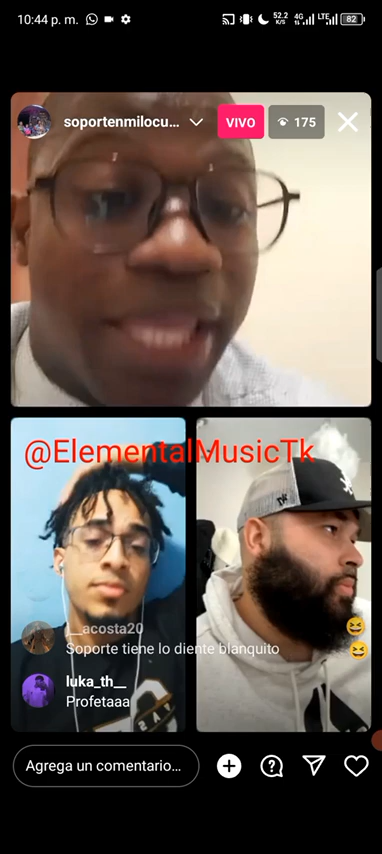 10:44 p. m.
52.2
K/S
4G
LTE
82
soportenmilocu...
VIVO
175
@ElementalMusicTk
__acosta20
Soporte tiene lo diente blanquito
luka_th__
Profetaaa
Agrega un comentario...